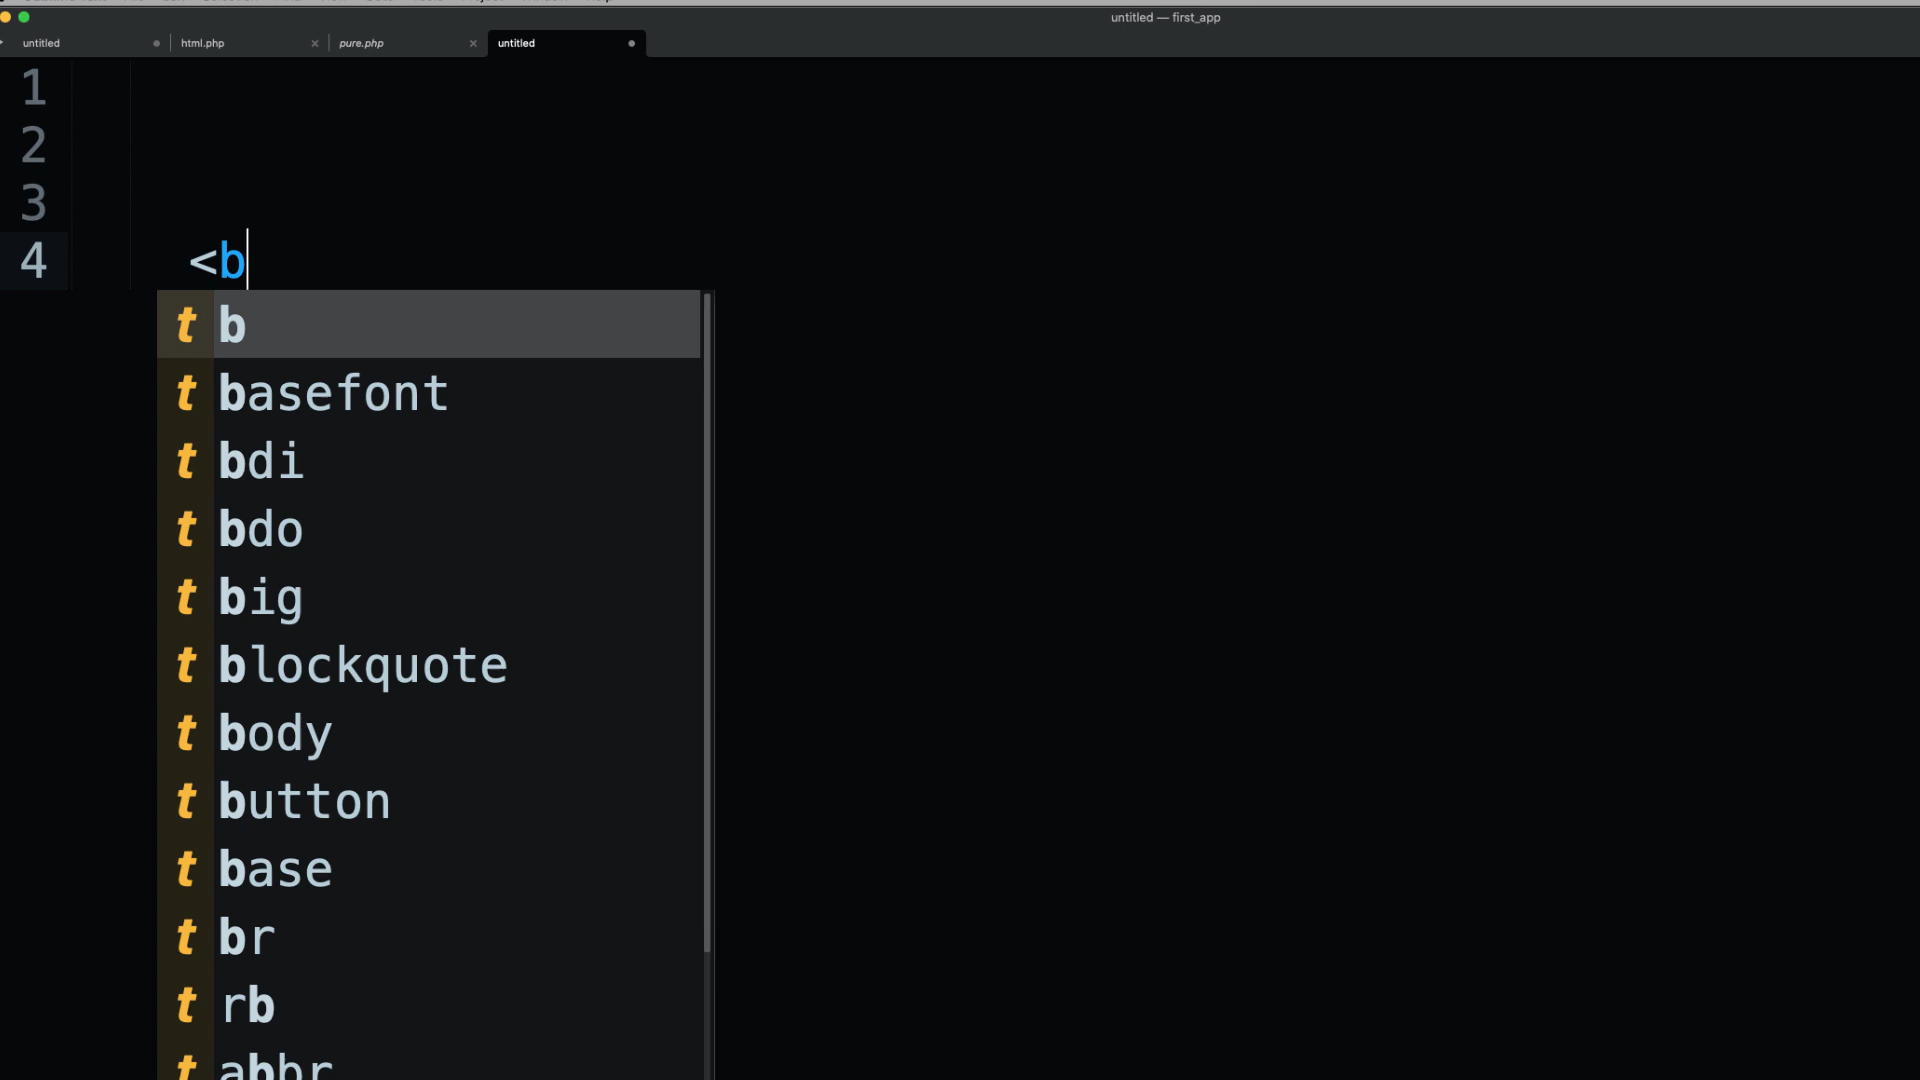 untitled — first_app
untitled html.php pure.php untitled
1
2
3
4 <b
t b
t basefont
t bdi
t bdo
t big
t blockquote
t body
t button
t base
t br
t rb
t abbr